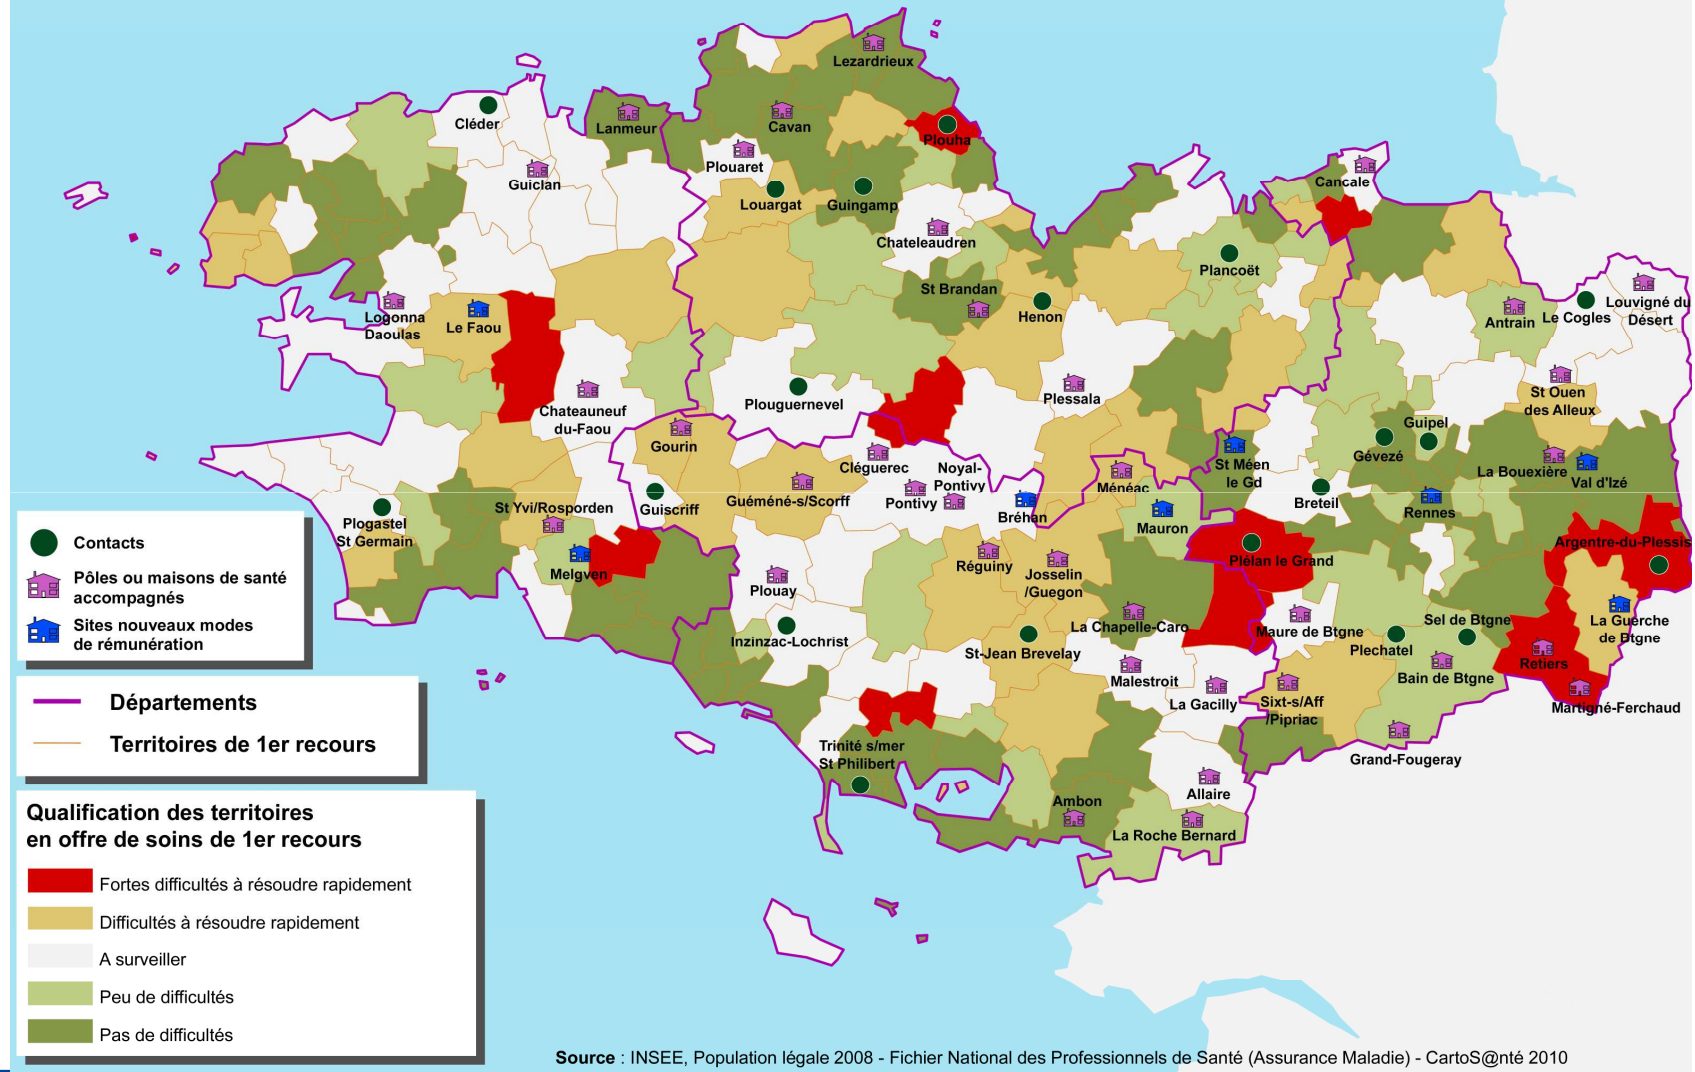 Lezardrieux
Cléder
Lanmeur
Cavan
Plouha
Plouaret
Guiclan
Cancale
Louargat
Guingamp
Chateleaudren
Plancoët
St Brandan
Logonna
Daoulas
Le Faou
Henon
Antrain
Le Cogles
Louvigné du
Désert
Chateauneuf
du-Faou
Plouguernevel
Plessala
St Ouen
des Alleux
Gourin
Guipel
Gévezé
Cléguerec
Noyal-
Pontivy
Ménéac
St Méen
le Gd
La Bouexière
Val d'Izé
Guéméné-s/Scorff
Guiscriff
Pontivy
Bréhan
Mauron
Breteil
Rennes
St Yvi/Rosporden
Plogastel
St Germain
Melgven
Argentre-du-Plessis
Plélan le Grand
Réguiny
Josselin
/Guegon
Plouay
La Chapelle-Caro
Maure de Btgne
Sel de Btgne
La Guerche
de Btgne
Inzinzac-Lochrist
St-Jean Brevelay
Plechatel
Retiers
Malestroit
La Gacilly
Sixt-s/Aff
/Pipriac
Bain de Btgne
Martigné-Ferchaud
Trinité s/mer
St Philibert
Grand-Fougeray
Allaire
Ambon
La Roche Bernard
Contacts
Pôles ou maisons de santé
accompagnés
Sites nouveaux modes
de rémunération
Départements
Territoires de 1er recours
Qualification des territoires
en offre de soins de 1er recours
Fortes difficultés à résoudre rapidement
Difficultés à résoudre rapidement
A surveiller
Peu de difficultés
Pas de difficultés
Source : INSEE, Population légale 2008 - Fichier National des Professionnels de Santé (Assurance Maladie) - CartoS@nté 2010